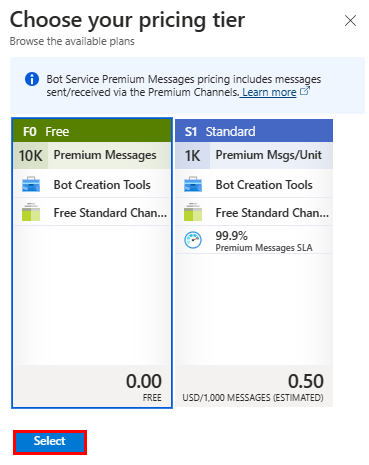 Choose your pricing tier
Browse the available plans
Bot Service Premium Messages pricing includes messages
sent/received via the Premium Channels. Learn more
F0 Free
10K Premium Messages
Bot Creation Tools
Free Standard Chan...
0.00
FREE
S1 Standard
1K Premium Msgs/Unit
Bot Creation Tools
Free Standard Chan...
99.9%
Premium Messages SLA
0.50
USD/1,000 MESSAGES (ESTIMATED)
Select